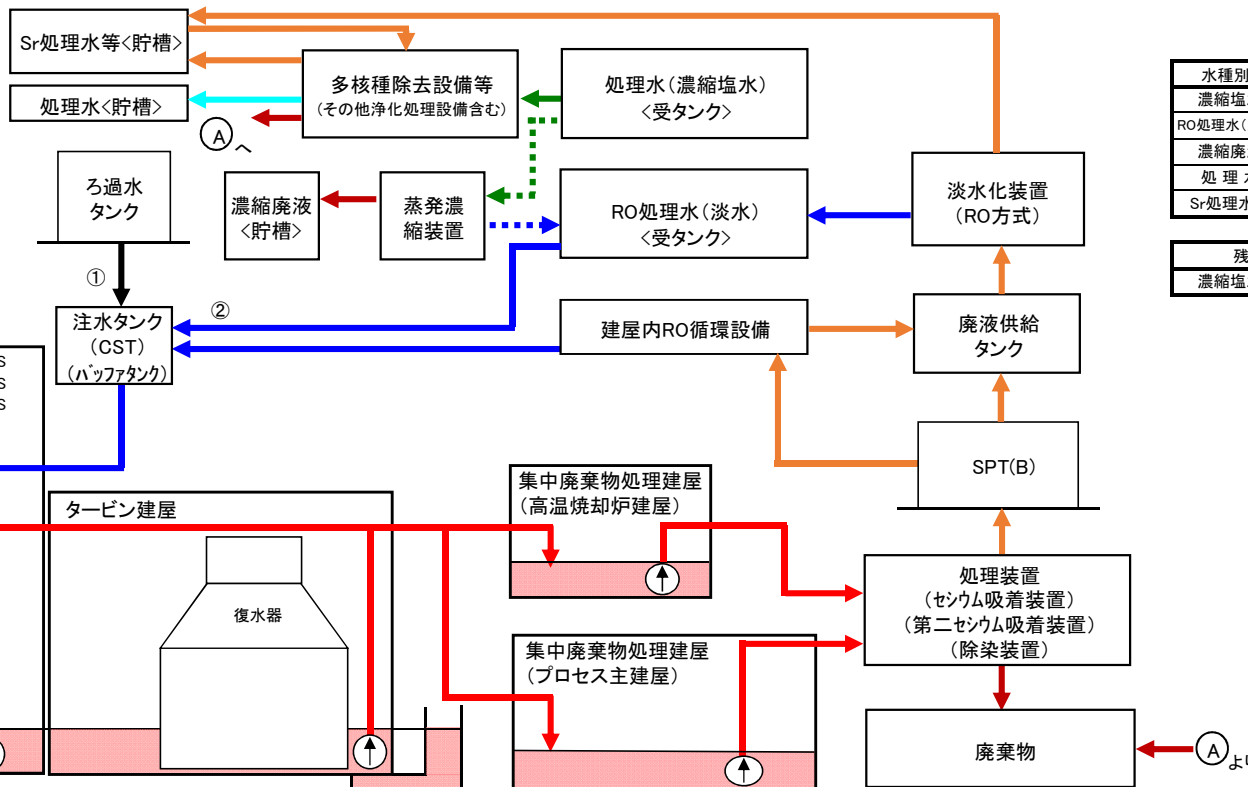 Sr処理水等<貯槽>
処理水<貯槽>
多核種除去設備等
(その他浄化処理設備含む)
Aへ
処理水(濃縮塩水)
<受タンク>
ろ過水
タンク
濃縮廃液
<貯槽>
蒸発濃
縮装置
RO処理水(淡水)
<受タンク>
淡水化装置
(RO方式)
①
②
注水タンク
(CST)
(バッファタンク)
建屋内RO循環設備
廃液供給
タンク
SPT(B)
S
S
S
タービン建屋
復水器
集中廃棄物処理建屋
(高温焼却炉建屋)
集中廃棄物処理建屋
(プロセス主建屋)
処理装置
(セシウム吸着装置)
(第二セシウム吸着装置)
(除染装置)
廃棄物
Aよ
水種別
濃縮塩
RO処理水(
濃縮廃
処 理
Sr処理水
残
濃縮塩